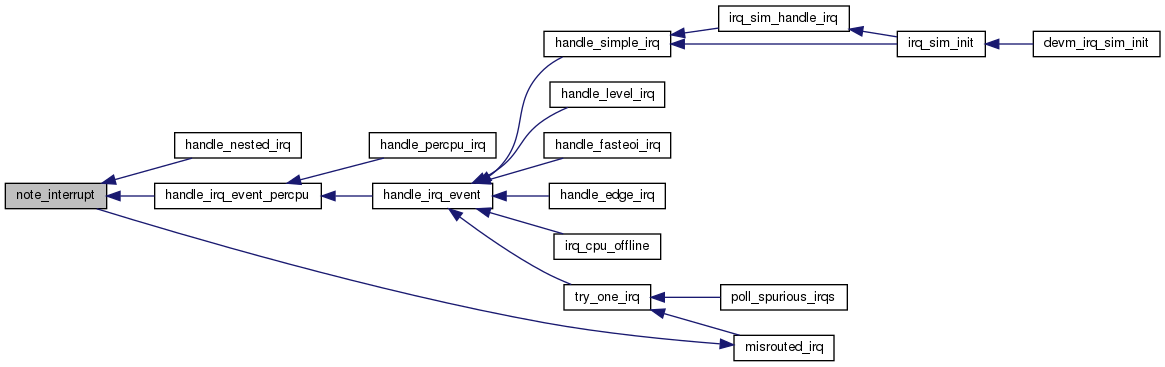 irq_sim_handle_irq
handle_simple_irq
irq_sim_init
devm_irq_sim_init
handle_level_irq
handle_nested_irq
handle_percpu_irq
handle_fasteoi_irq
note_interrupt
handle_irq_event_percpu
handle_irq_event
handle_edge_irq
irq_cpu_offline
try_one_irq
poll_spurious_irqs
misrouted_irq